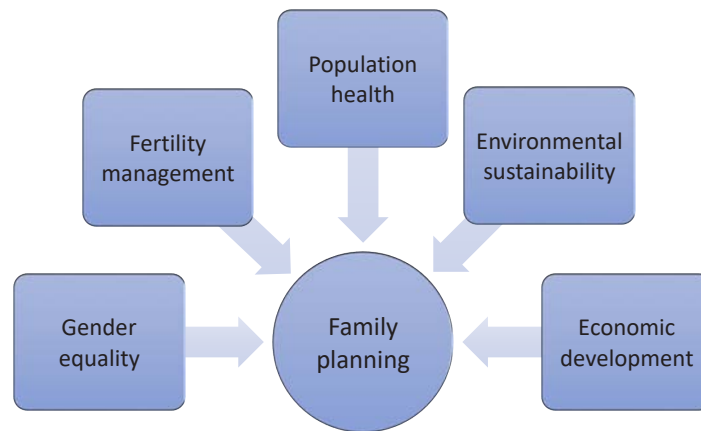 Population
health
Fertility
management
Environmental
sustainability
Gender
equality
Family
planning
Economic
development